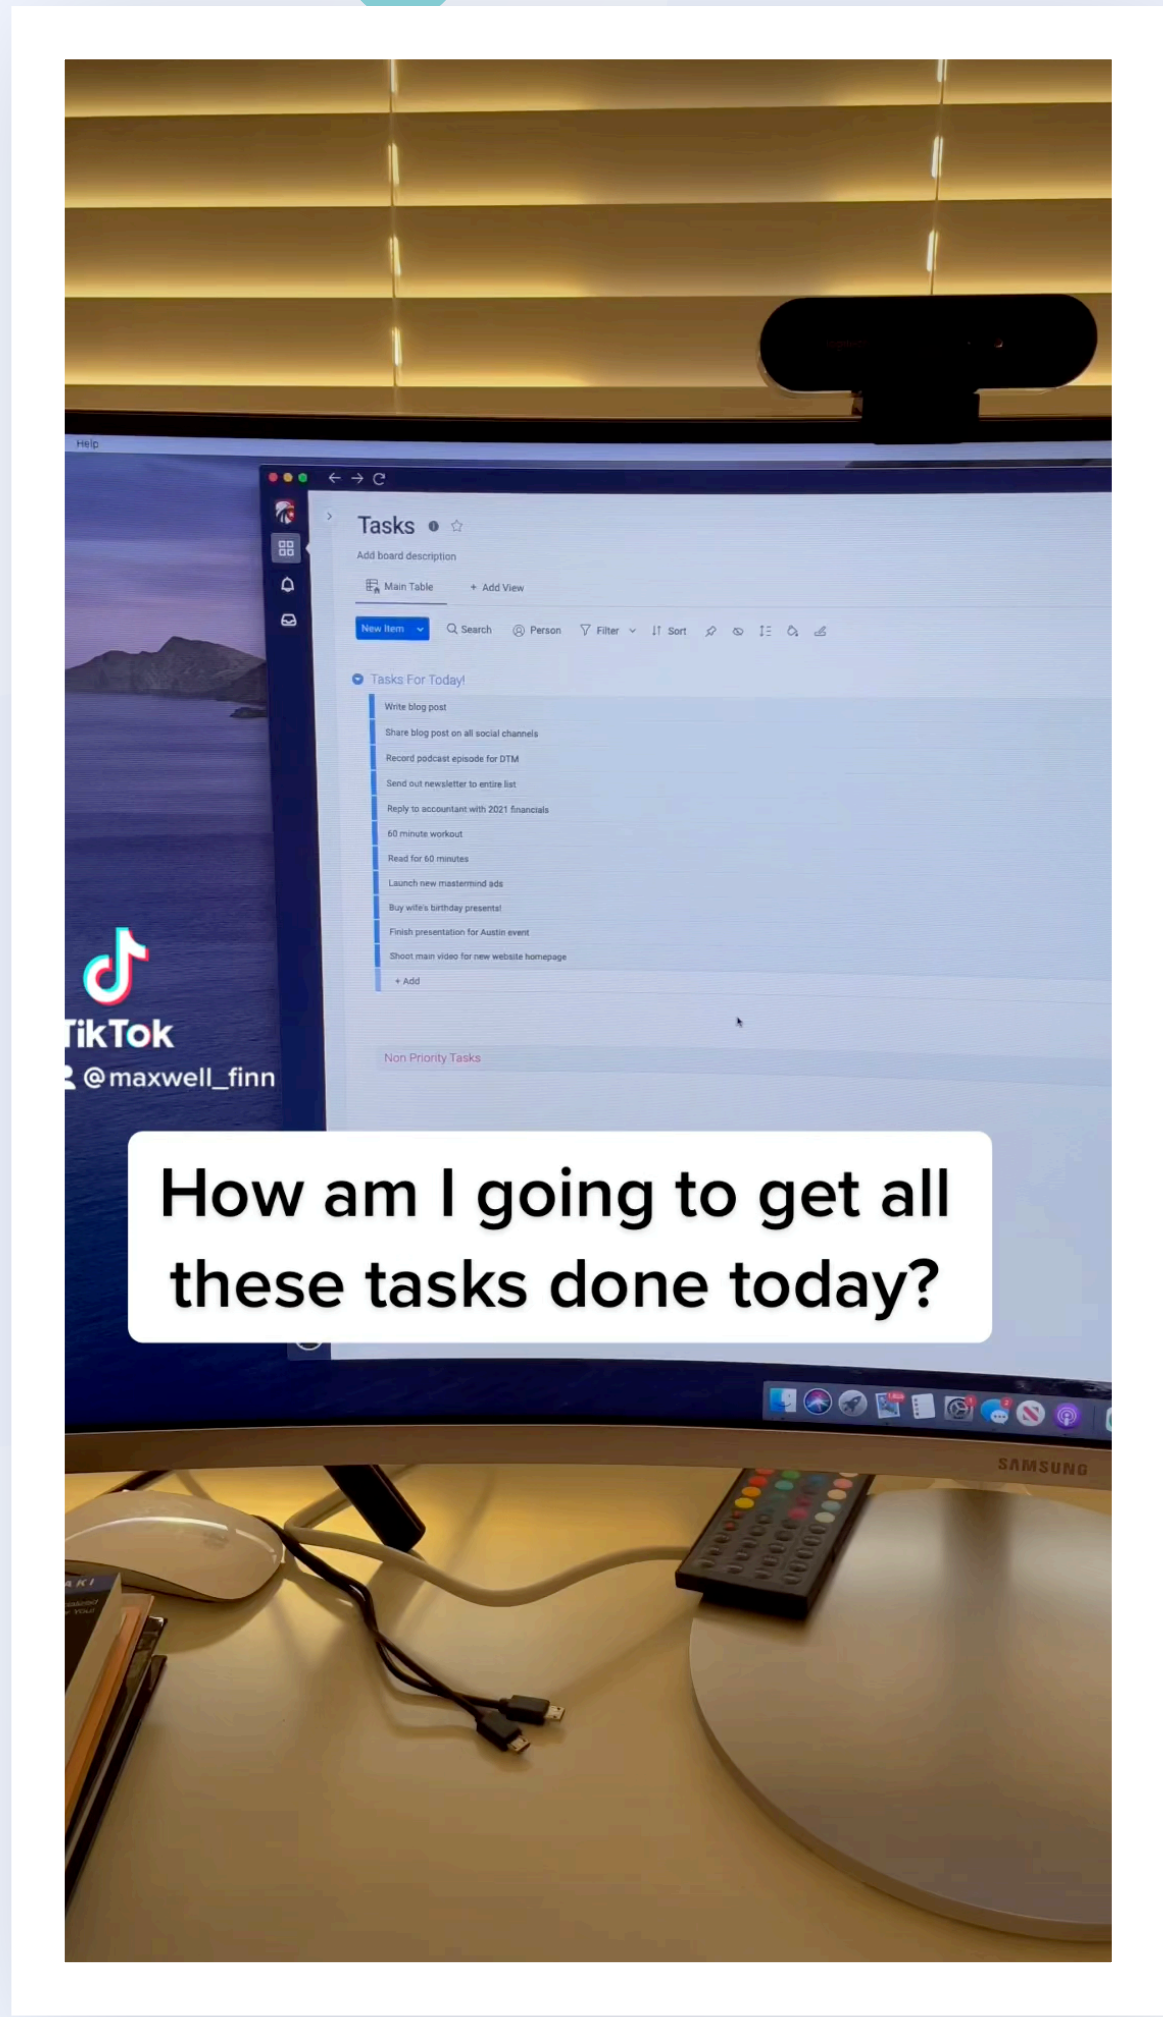 Help
Tasks
Add board description
Main Table + Add View
New Item Search Person Filter Sort
Tasks For Today!
Write blog post
Share blog post on all social channels
Record podcast episode for DTM
Send out newsletter to entire list
Reply to accountant with 2021 financials
60 minute workout
Read for 60 minutes
Launch new mastermind ads
Buy wife's birthday presents!
Finish presentation for Austin event
Shoot main video for new website homepage
+ Add
Non Priority Tasks
TikTok
@maxwell_finn
How am I going to get all
these tasks done today?
SAMSUNG
AKI
You!